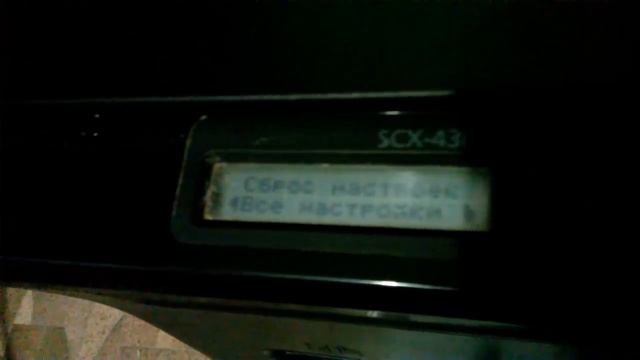 SCX-43
Сброс настроек
Все настройки